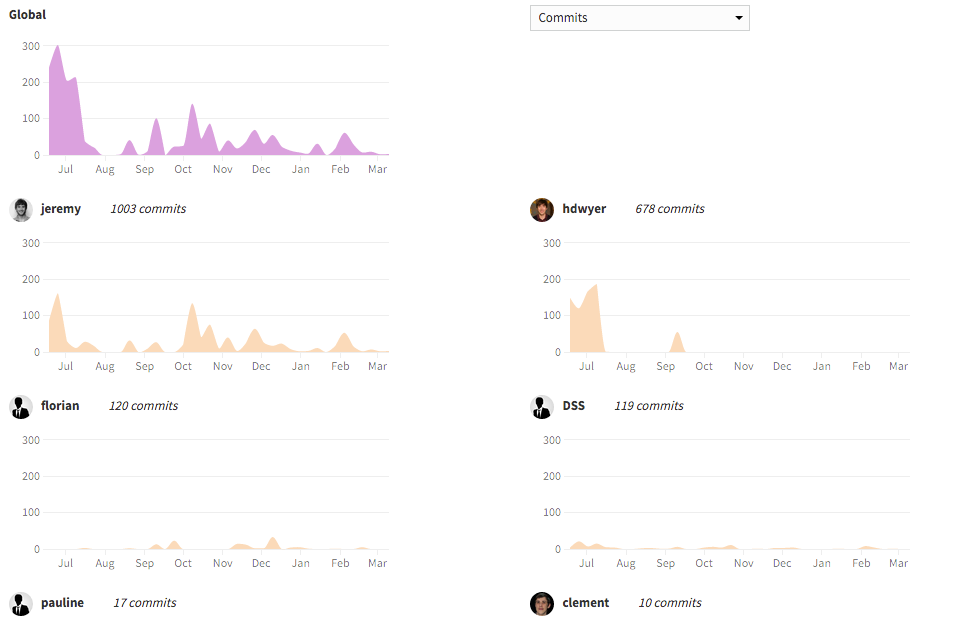 Global
Commits
300
200
100
0
Jul Aug Sep Oct Nov Dec Jan Feb Mar
jeremy 1003 commits
hdwyer 678 commits
300
200
100
0
Jul Aug Sep Oct Nov Dec Jan Feb Mar
300
200
100
0
Jul Aug Sep Oct Nov Dec Jan Feb Mar
florian 120 commits
DSS 119 commits
300
200
100
0
Jul Aug Sep Oct Nov Dec Jan Feb Mar
300
200
100
0
Jul Aug Sep Oct Nov Dec Jan Feb Mar
pauline 17 commits
clement 10 commits